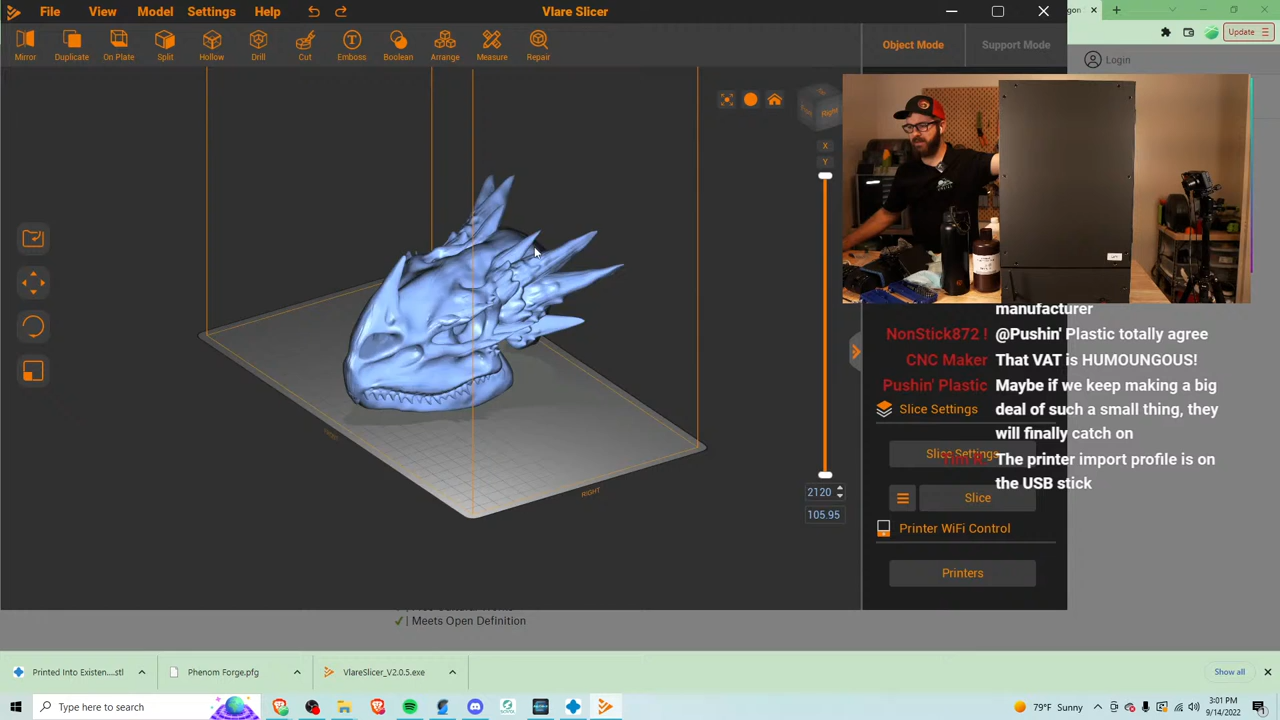 File View Model Settings Help
Vlare Slicer
Update
Mirror Duplicate On Plate Split Hollow Drill Cut Emboss Boolean Arrange Measure Repair
Object Mode Support Mode
Login
Right
X
Y
manufacturer
NonStick872 ! @Pushin' Plastic totally agree
CNC Maker That VAT is HUMOUNGOUS!
Pushin' Plastic Maybe if we keep making a big
deal of such a small thing, they
will finally catch on
The printer import profile is on
the USB stick
Slice Settings
Slice Settings
2120
RIGHT
Slice
105.95
Printer WiFi Control
Printers
| Meets Open Definition
Printed Into Existen....stl
Phenom Forge.pfg
VlareSlicer_V2.0.5.exe
Show all
Type here to search
79°F Sunny
3:01 PM
9/14/2022